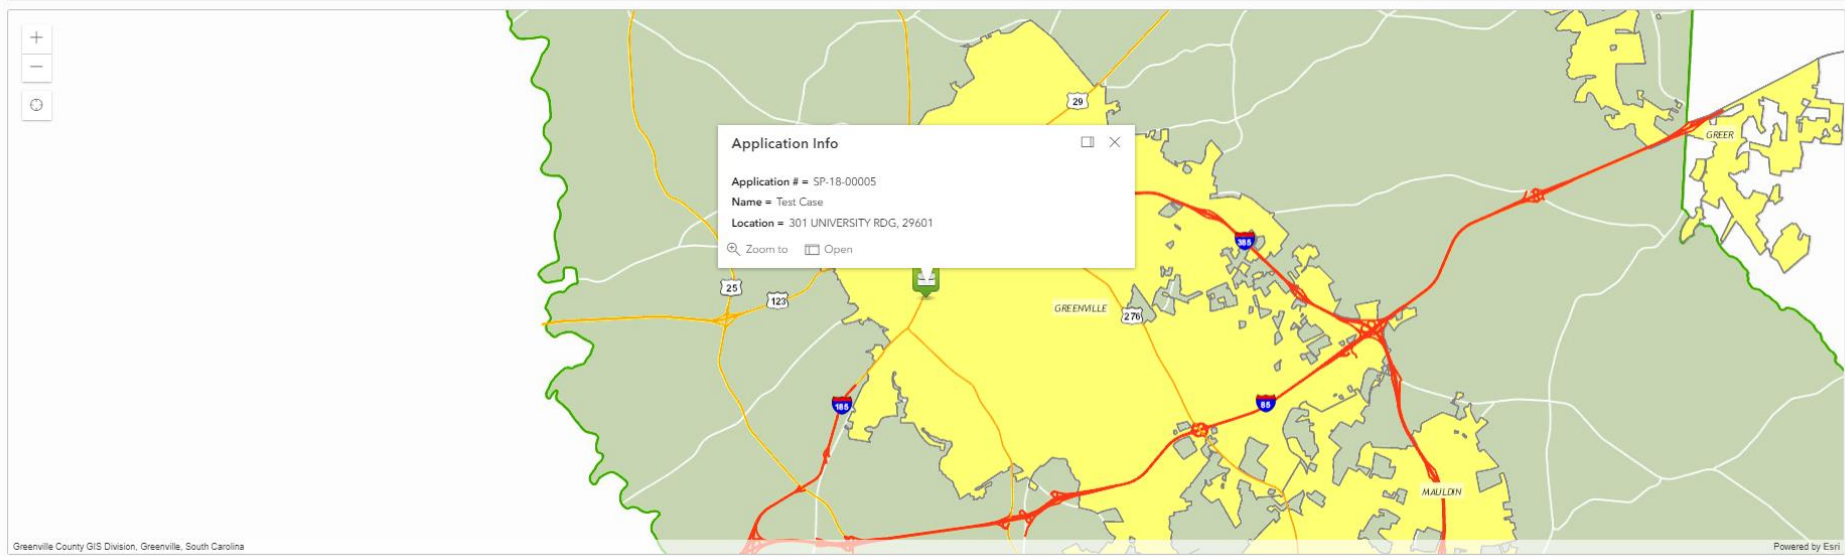 +
29
GREER
Application Info
Application # = SP-18-00005
Name = Test Case
Location = 301 UNIVERSITY RDG, 29601
Zoom to
Open
385
25
123
GREENVILLE
276
185
85
MAULDIN
Greenville County GIS Division, Greenville, South Carolina
Powered by Esri